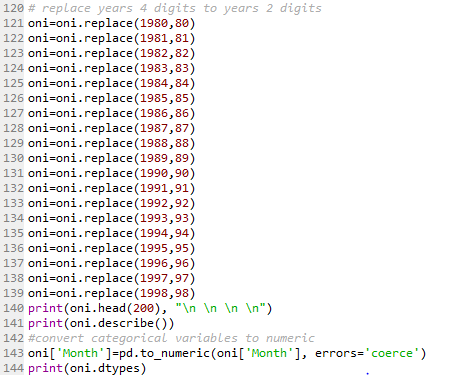 120 # replace years 4 digits to years 2 digits
121 oni=oni.replace(1980,80)
122 oni=oni.replace(1981,81)
123 oni=oni.replace(1982,82)
124 oni=oni.replace(1983,83)
125 oni=oni.replace(1984,84)
126 oni=oni.replace(1985,85)
127 oni=oni.replace(1986,86)
128 oni=oni.replace(1987,87)
129 oni=oni.replace(1988,88)
130 oni=oni.replace(1989,89)
131 oni=oni.replace(1990,90)
132 oni=oni.replace(1991,91)
133 oni=oni.replace(1992,92)
134 oni=oni.replace(1993,93)
135 oni=oni.replace(1994,94)
136 oni=oni.replace(1995,95)
137 oni=oni.replace(1996,96)
138 oni=oni.replace(1997,97)
139 oni=oni.replace(1998,98)
140 print(oni.head(200), "\n \n \n \n")
141 print(oni.describe())
142 #convert categorical variables to numeric
143 oni['Month']=pd.to_numeric(oni['Month'], errors='coerce')
144 print(oni.dtypes)